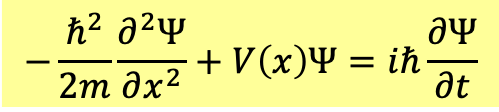 −ℏ²/2m ∂²Ψ/∂x² + V(x)Ψ = iℏ ∂Ψ/∂t